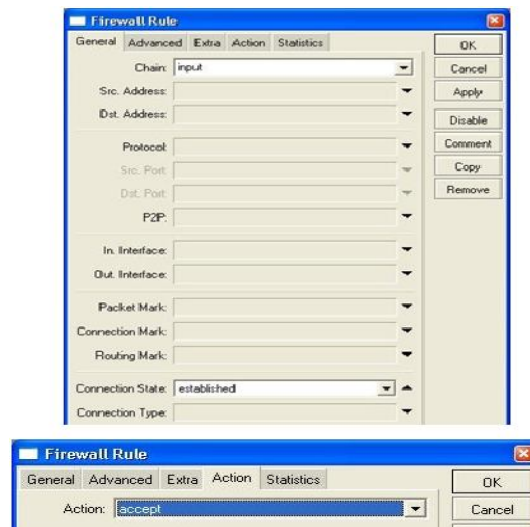 Firewall Rule
General Advanced Extra Action Statistics
OK
Chain: input
Cancel
Src. Address:
Apply
Dst. Address:
Disable
Protocol:
Comment
Src. Port:
Copy
Dst. Port:
Remove
P2P:
In. Interface:
Out. Interface:
Packet Mark:
Connection Mark:
Routing Mark:
Connection State: established
Connection Type:
Firewall Rule
General Advanced Extra Action Statistics
OK
Action: accept
Cancel